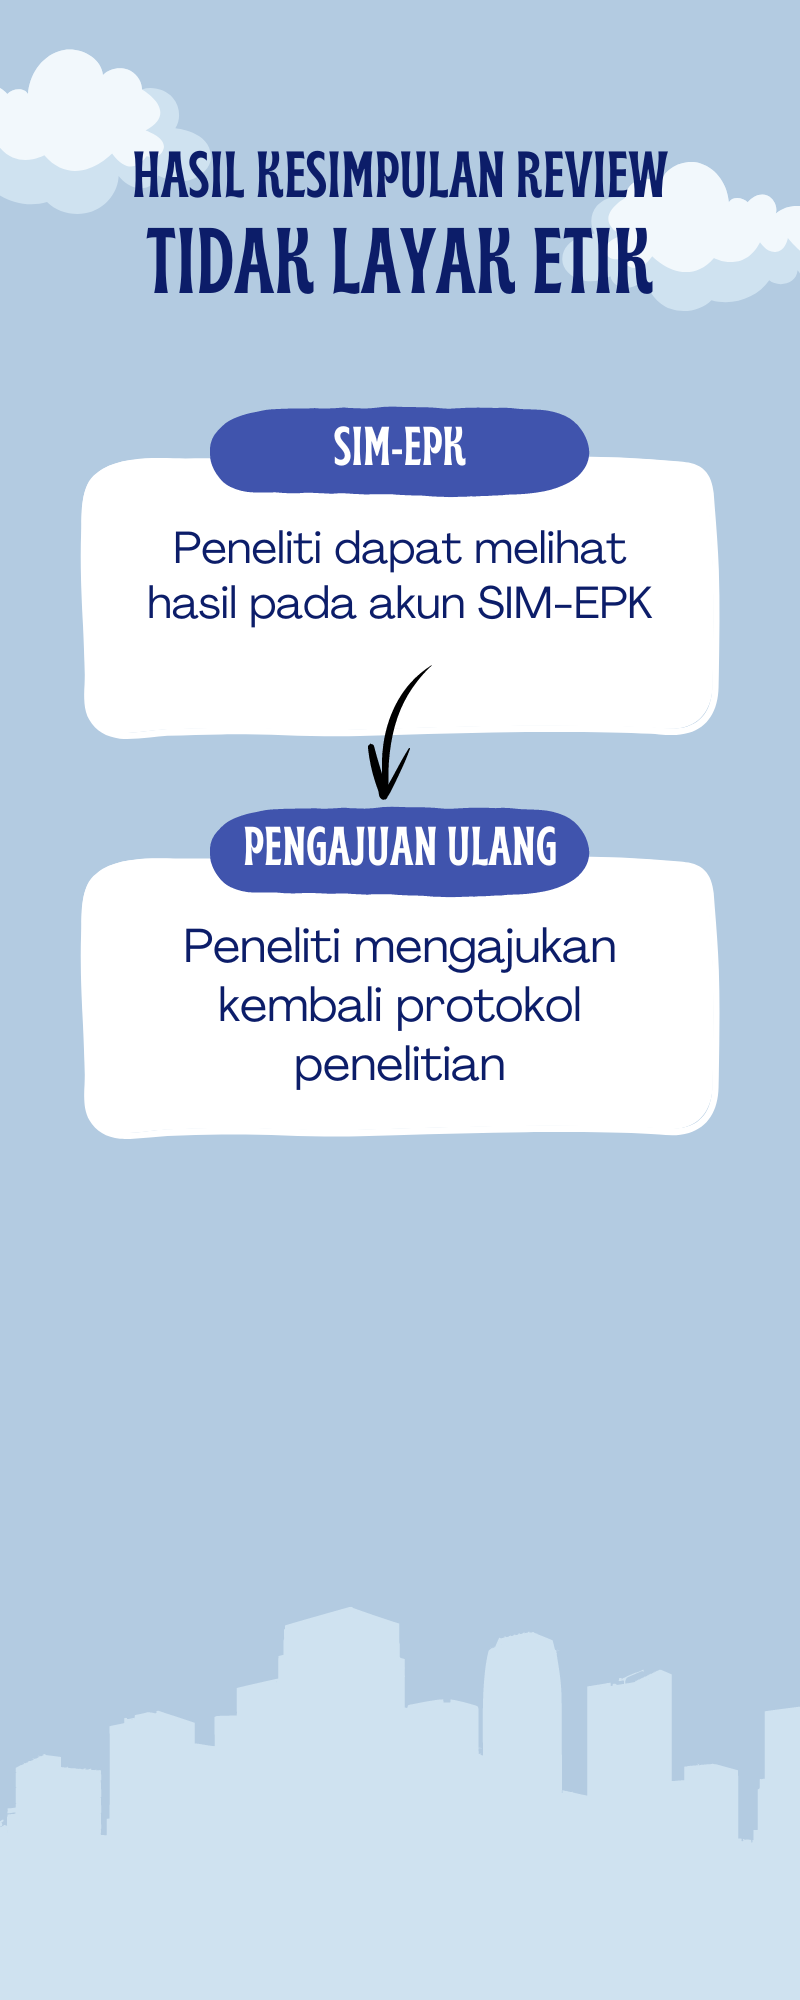 HASIL KESIMPULAN REVIEW
TIDAK LAYAK ETIK
SIM-EPK
Peneliti dapat melihat
hasil pada akun SIM-EPK
PENGAJUAN ULANG
Peneliti mengajukan
kembali protokol
penelitian